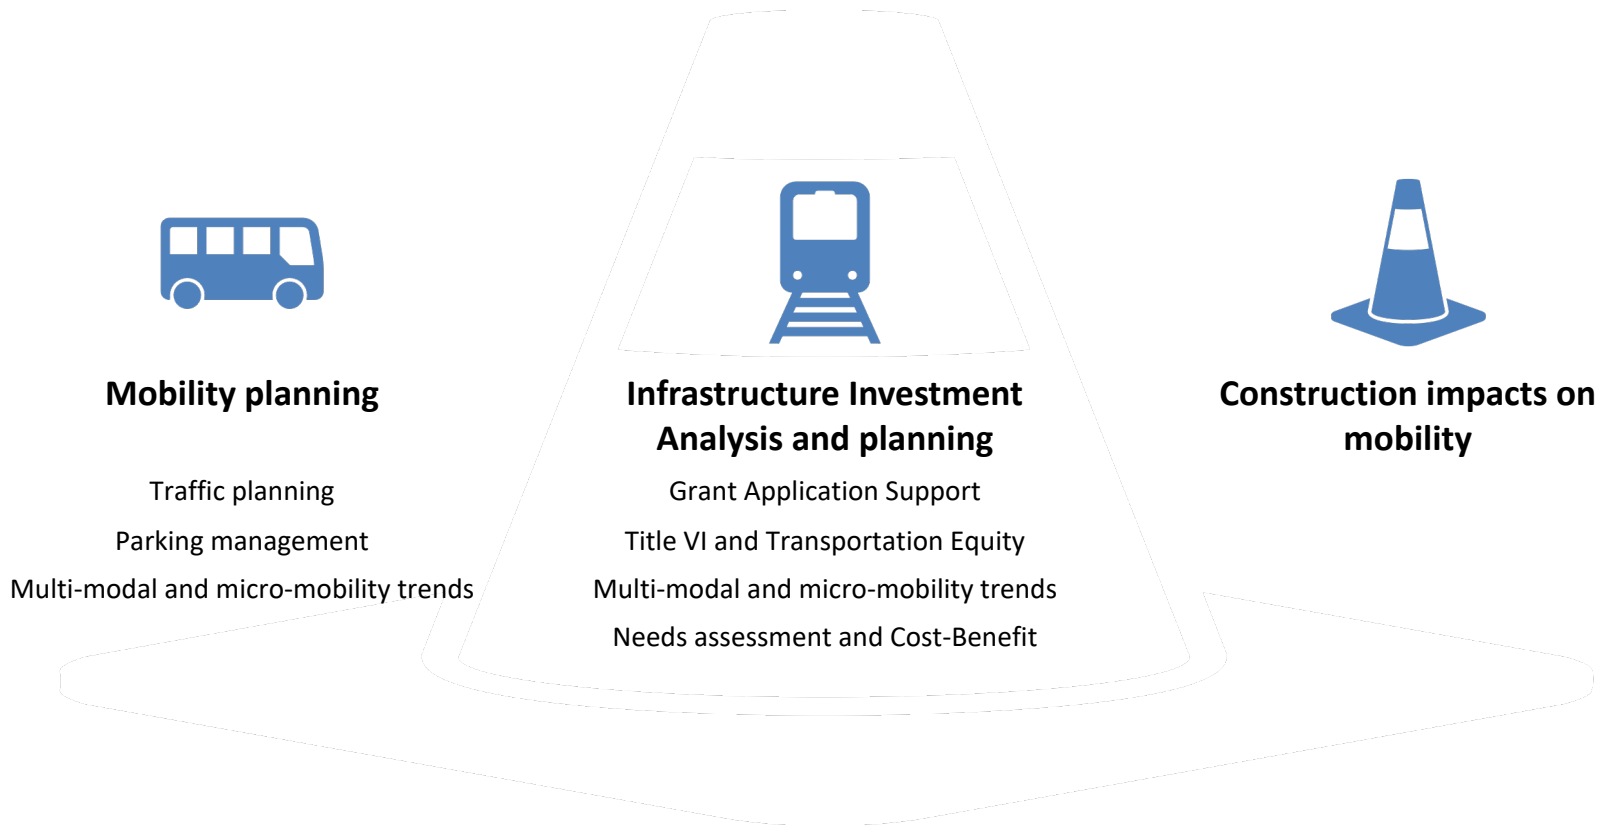 Mobility planning
Traffic planning
Parking management
Multi-modal and micro-mobility trends
Infrastructure Investment
Analysis and planning
Grant Application Support
Title VI and Transportation Equity
Multi-modal and micro-mobility trends
Needs assessment and Cost-Benefit
Construction impacts on
mobility